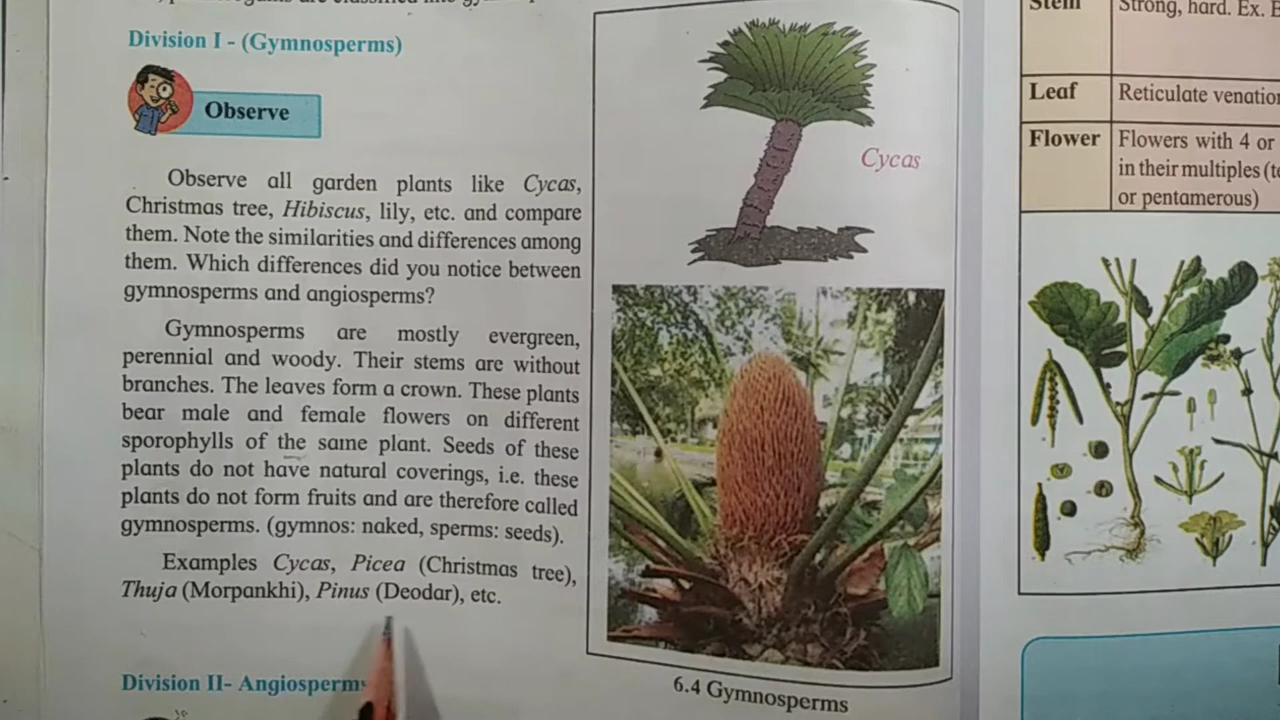 Division I - (Gymnosperms)
Observe
Observe all garden plants like Cycas,
Christmas tree, Hibiscus, lily, etc. and compare
them. Note the similarities and differences among
them. Which differences did you notice between
gymnosperms and angiosperms?
Gymnosperms are mostly evergreen,
perennial and woody. Their stems are without
branches. The leaves form a crown. These plants
bear male and female flowers on different
sporophylls of the same plant. Seeds of these
plants do not have natural coverings, i.e. these
plants do not form fruits and are therefore called
gymnosperms. (gymnos: naked, sperms: seeds).
Examples Cycas, Picea (Christmas tree),
Thuja (Morpankhi), Pinus (Deodar), etc.
Division II- Angiosperms
Cycas
6.4 Gymnosperms
Stem
Strong, hard. Ex.
Leaf
Reticulate
Flower
Flowers with 4 or
in their multiples
or pentamerous)